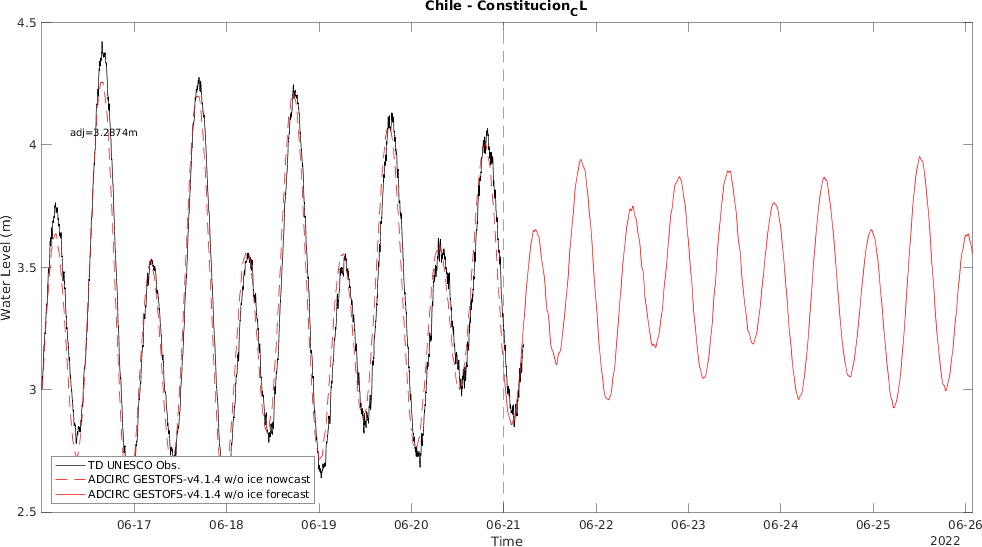 Chile - Constitucion_CL
4.5
4
3.5
3
2.5
Water Level (m)
adj=3.2874m
TD UNESCO Obs.
ADCIRC GESTOFS-v4.1.4 w/o ice nowcast
ADCIRC GESTOFS-v4.1.4 w/o ice forecast
06-17 06-18 06-19 06-20 06-21 06-22 06-23 06-24 06-25 06-26
Time
2022